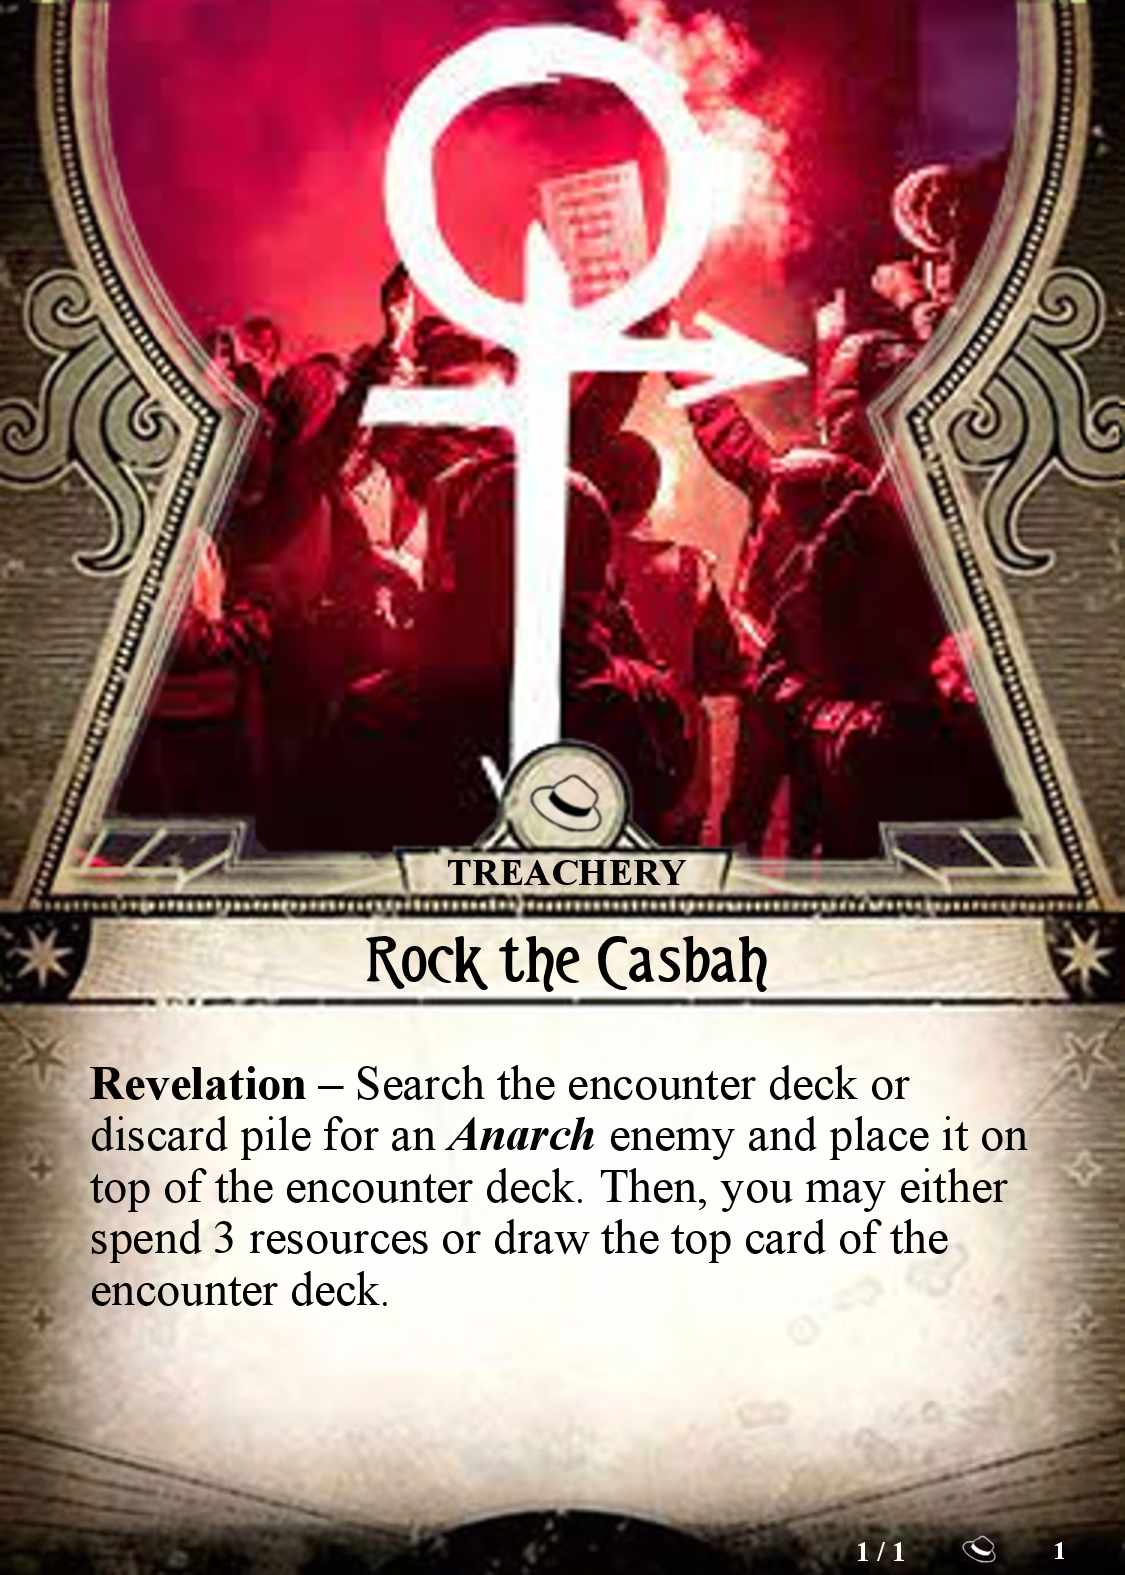 TREACHERY
Rock the Casbah
Revelation – Search the encounter deck or
discard pile for an Anarch enemy and place it on
top of the encounter deck. Then, you may either
spend 3 resources or draw the top card of the
encounter deck.
1 / 1 1